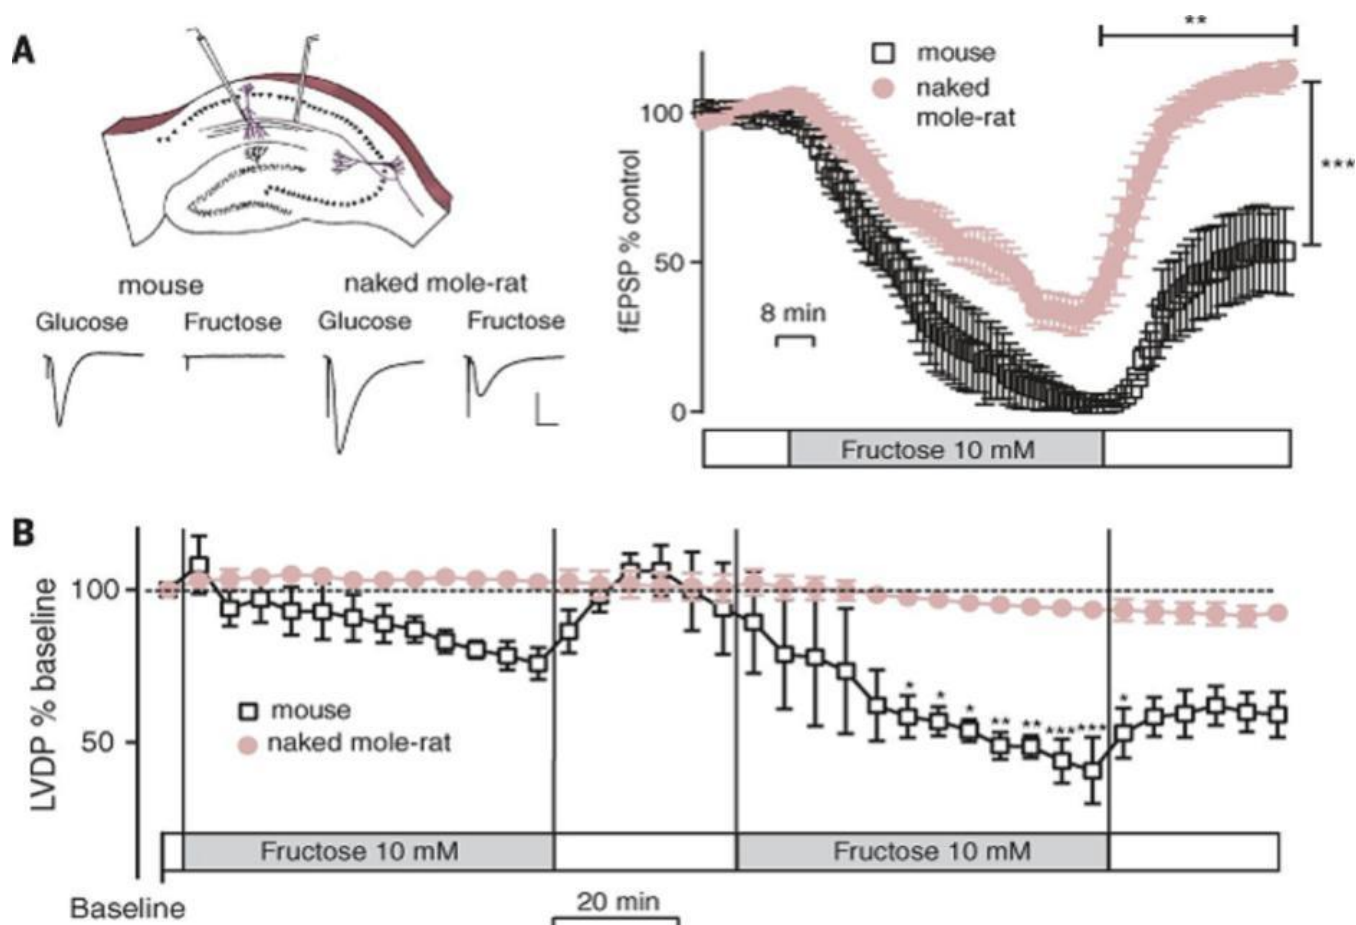 A
mouse
naked mole-rat
Glucose
Fructose
Glucose
Fructose
**
mouse
naked
mole-rat
100
50
0
fEPSP % control
***
8 min
Fructose 10 mM
B
100
50
LVDP % baseline
mouse
naked mole-rat
* * * ** ** *** *** *
Fructose 10 mM
Fructose 10 mM
Baseline
20 min